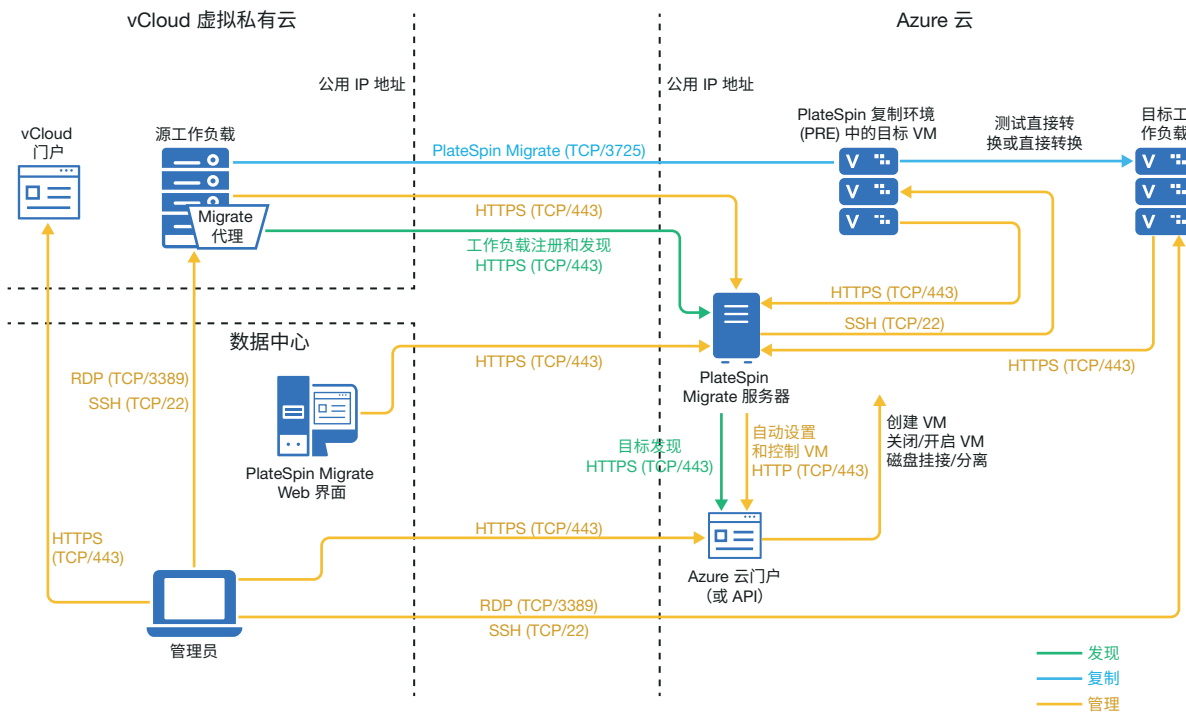 vCloud 虚拟私有云
Azure 云
公用 IP 地址
公用 IP 地址
vCloud
门户
源工作负载
PlateSpin 复制环境
(PRE) 中的目标 VM
测试直接转
换或直接转换
目标工
作负载
PlateSpin Migrate (TCP/3725)
HTTPS (TCP/443)
Migrate
代理
工作负载注册和发现
HTTPS (TCP/443)
HTTPS (TCP/443)
SSH (TCP/22)
HTTPS (TCP/443)
数据中心
HTTPS (TCP/443)
RDP (TCP/3389)
SSH (TCP/22)
PlateSpin
Migrate 服务器
PlateSpin Migrate
Web 界面
目标发现
HTTPS (TCP/443)
自动设置
和控制 VM
HTTP (TCP/443)
创建 VM
关闭/开启 VM
磁盘挂接/分离
HTTPS
(TCP/443)
HTTPS (TCP/443)
Azure 云门户
（或 API）
RDP (TCP/3389)
SSH (TCP/22)
管理员
发现
复制
管理